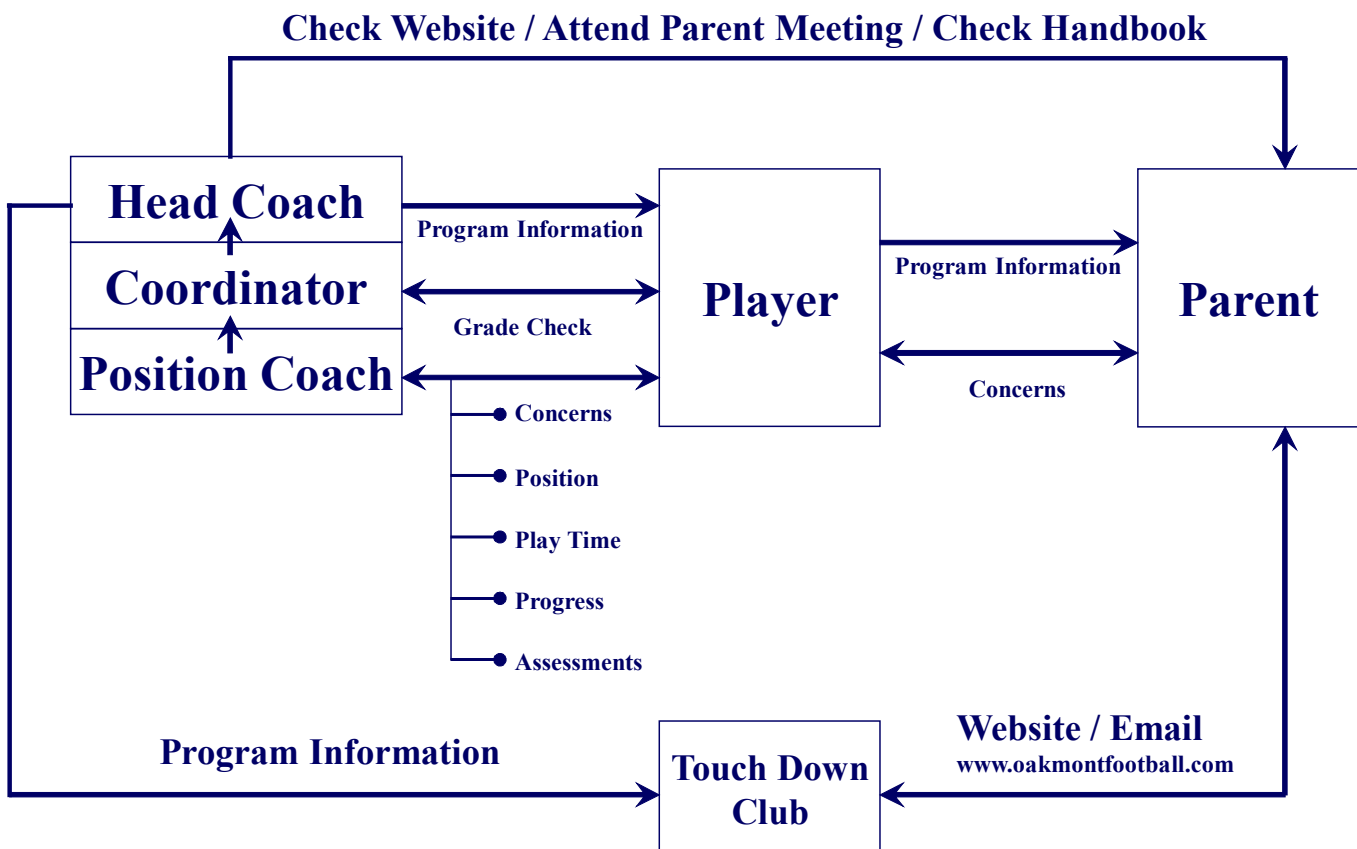 Check Website / Attend Parent Meeting / Check Handbook
Head Coach
Program Information
Coordinator
Grade Check
Position Coach
Player
Program Information
Parent
Concerns
Concerns
Position
Play Time
Progress
Assessments
Program Information
Touch Down
Club
Website / Email
www.oakmontfootball.com